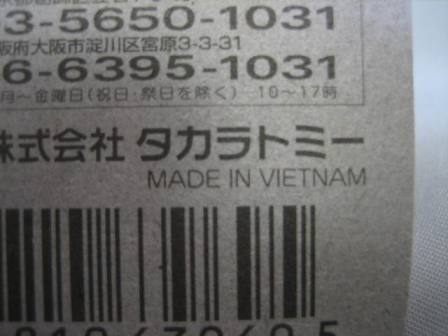 3-5650-1031
阪府大阪市淀川区宮原3-3-31
6-6395-1031
月〜金曜日(祝日・祭日を除く) 10〜17時
株式会社 タカラトミー
MADE IN VIETNAM